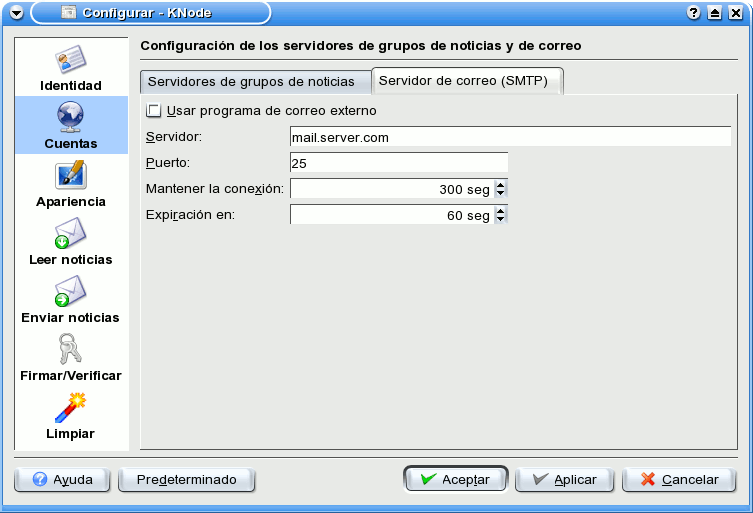 Configurar - KNode
Configuración de los servidores de grupos de noticias y de correo
Identidad
Cuentas
Apariencia
Leer noticias
Enviar noticias
Firmar/Verificar
Limpiar
Servidores de grupos de noticias
Servidor de correo (SMTP)
Usar programa de correo externo
Servidor: mail.server.com
Puerto: 25
Mantener la conexión: 300 seg
Expiración en: 60 seg
Ayuda Predeterminado Aceptar Aplicar Cancelar